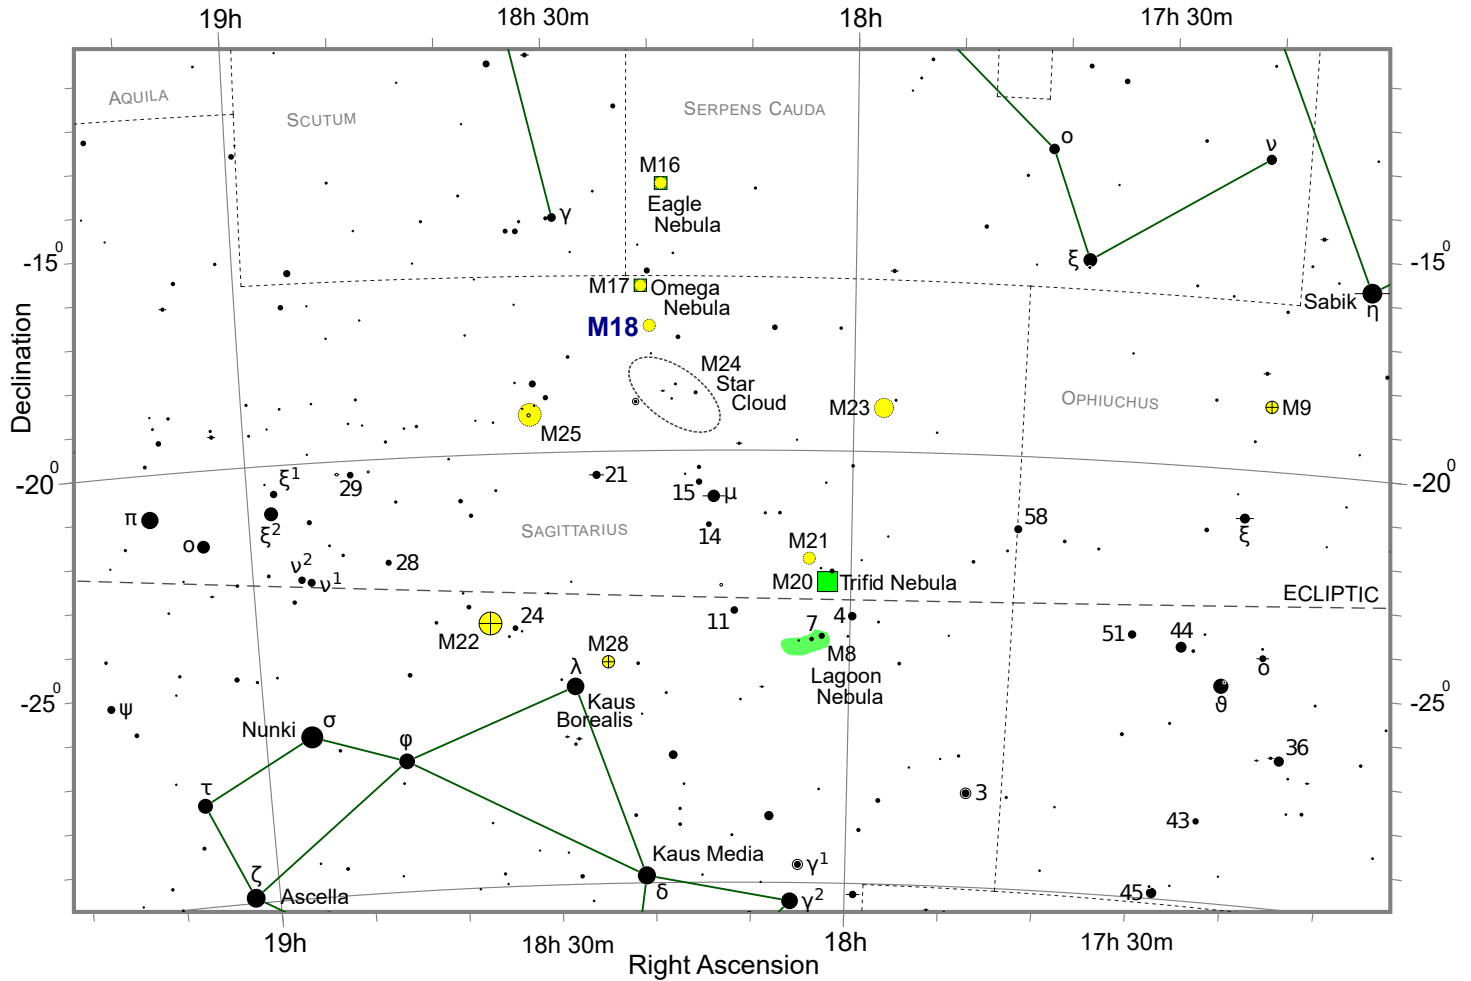 19h
18h 30m
18h
17h 30m
AQUILA
SCUTUM
SERPENS CAUDA
ο
ν
M16
Eagle
Nebula
γ
ξ
-15⁰
-15⁰
M17
Omega
Nebula
Sabik
η
M18
Declination
M24
Star
Cloud
M23
OPHIUCHUS
M9
M25
-20⁰
-20⁰
ξ¹
29
21
15
μ
π
ξ²
ο
SAGITTARIUS
14
58
ξ
M21
ν²
ν¹
28
M20
Trifid Nebula
ECLIPTIC
M22
24
11
4
7
51
44
M28
M8
Lagoon
Nebula
ο
λ
Kaus
Borealis
-25⁰
-25⁰
ψ
ϑ
Nunki
σ
φ
36
τ
3
43
Kaus Media
γ¹
ζ
Ascella
δ
γ²
45
19h
18h 30m
18h
17h 30m
Right Ascension